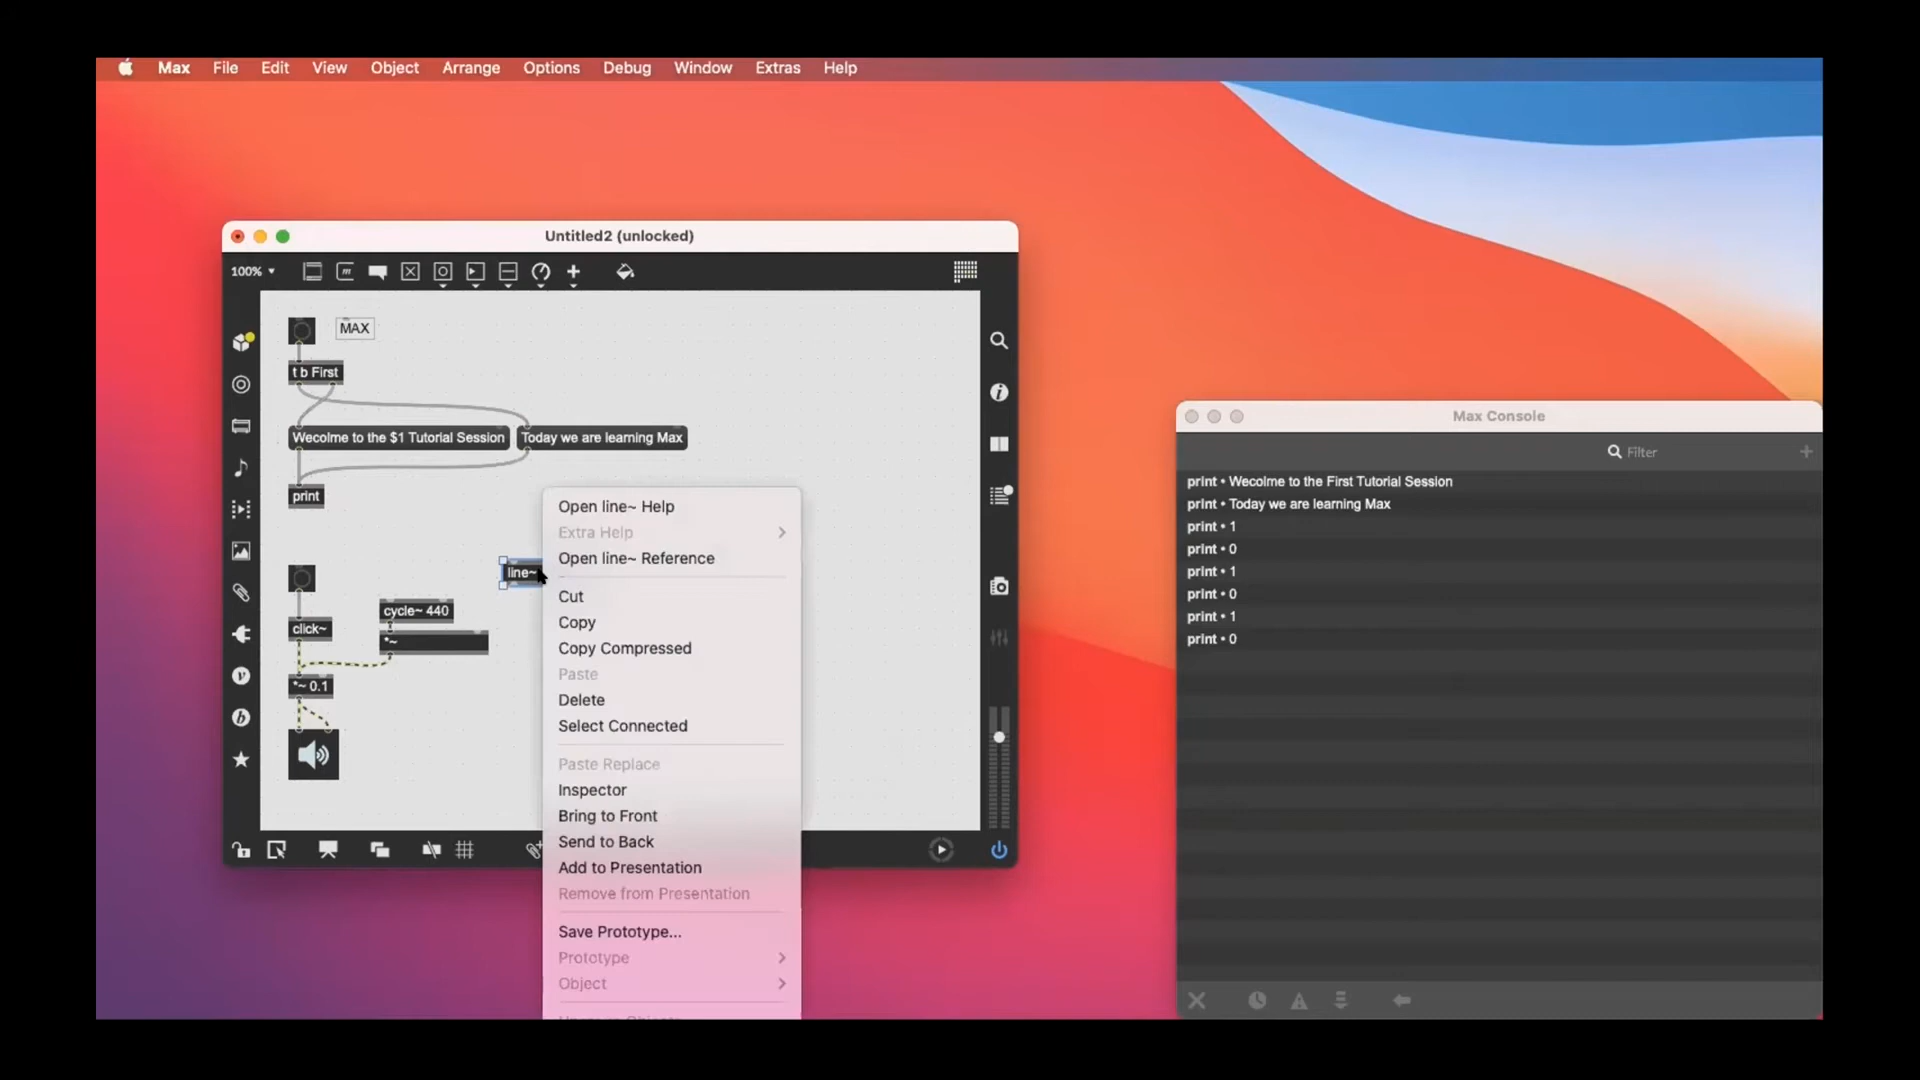 Max File Edit View Object Arrange Options Debug Window Extras Help
Untitled2 (unlocked)
100%
MAX
t b First
Wecolme to the $1 Tutorial Session
Today we are learning Max
print
line~
cycle~ 440
click~
*~
*~ 0.1
Open line~ Help
Extra Help
Open line~ Reference
Cut
Copy
Copy Compressed
Paste
Delete
Select Connected
Paste Replace
Inspector
Bring to Front
Send to Back
Add to Presentation
Remove from Presentation
Save Prototype...
Prototype
Object
Max Console
Filter
print • Wecolme to the First Tutorial Session
print • Today we are learning Max
print • 1
print • 0
print • 1
print • 0
print • 1
print • 0